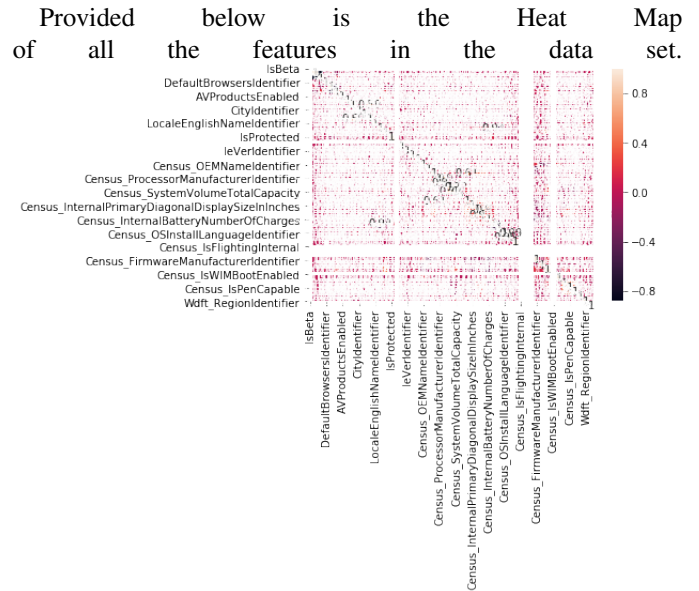 Provided below is the Heat Map
of all the features in the data set.
IsBeta
DefaultBrowsersIdentifier
AVProductsEnabled
CityIdentifier
LocaleEnglishNameIdentifier
IsProtected
IeVerIdentifier
Census_OEMNameIdentifier
Census_ProcessorManufacturerIdentifier
Census_SystemVolumeTotalCapacity
Census_InternalPrimaryDiagonalDisplaySizeInInches
Census_InternalBatteryNumberOfCharges
Census_OSInstallLanguageIdentifier
Census_IsFlightingInternal
Census_FirmwareManufacturerIdentifier
Census_IsWIMBootEnabled
Census_IsPenCapable
Wdft_RegionIdentifier
0.8
0.4
0.0
−0.4
−0.8
IsBeta
DefaultBrowsersIdentifier
AVProductsEnabled
CityIdentifier
LocaleEnglishNameIdentifier
IsProtected
IeVerIdentifier
Census_OEMNameIdentifier
Census_ProcessorManufacturerIdentifier
Census_SystemVolumeTotalCapacity
Census_InternalPrimaryDiagonalDisplaySizeInInches
Census_InternalBatteryNumberOfCharges
Census_OSInstallLanguageIdentifier
Census_IsFlightingInternal
Census_FirmwareManufacturerIdentifier
Census_IsWIMBootEnabled
Census_IsPenCapable
Wdft_RegionIdentifier